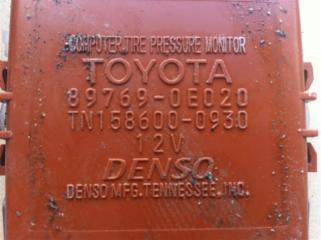 COMPUTER,TIRE PRESSURE MONITOR
TOYOTA
89769-0E020
TN158600-0930
12V
DENSO
DENSO MFG.TENNESSEE,INC.